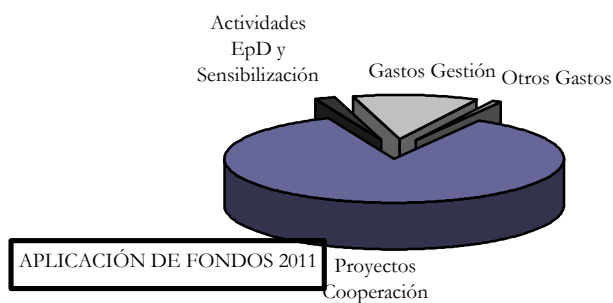 Actividades
EpD y
Sensibilización
Gastos Gestión
Otros Gastos
APLICACIÓN DE FONDOS 2011
Proyectos
Cooperación